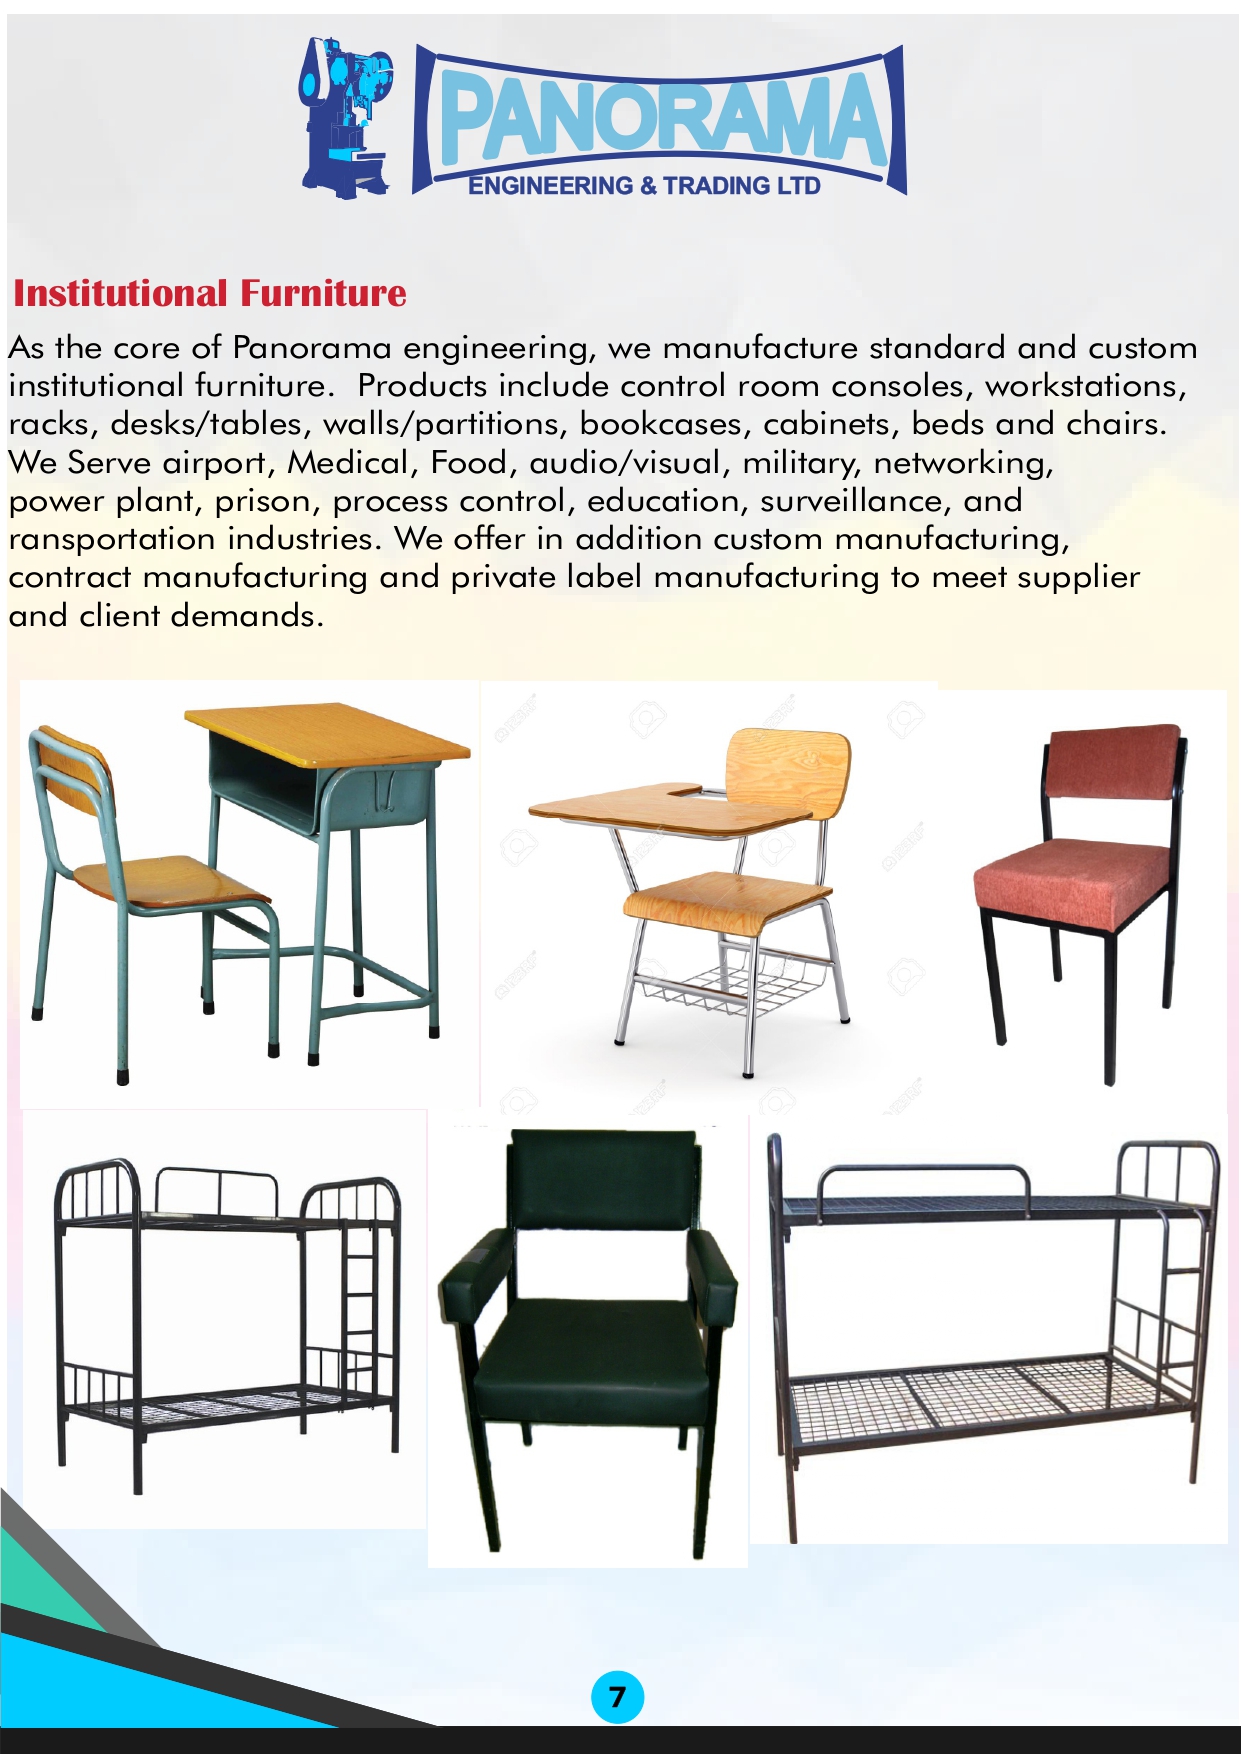 PANORAMA
ENGINEERING & TRADING LTD
Institutional Furniture
As the core of Panorama engineering, we manufacture standard and custom
institutional furniture.  Products include control room consoles, workstations,
racks, desks/tables, walls/partitions, bookcases, cabinets, beds and chairs.
We Serve airport, Medical, Food, audio/visual, military, networking,
power plant, prison, process control, education, surveillance, and
ransportation industries. We offer in addition custom manufacturing,
contract manufacturing and private label manufacturing to meet supplier
and client demands.
7